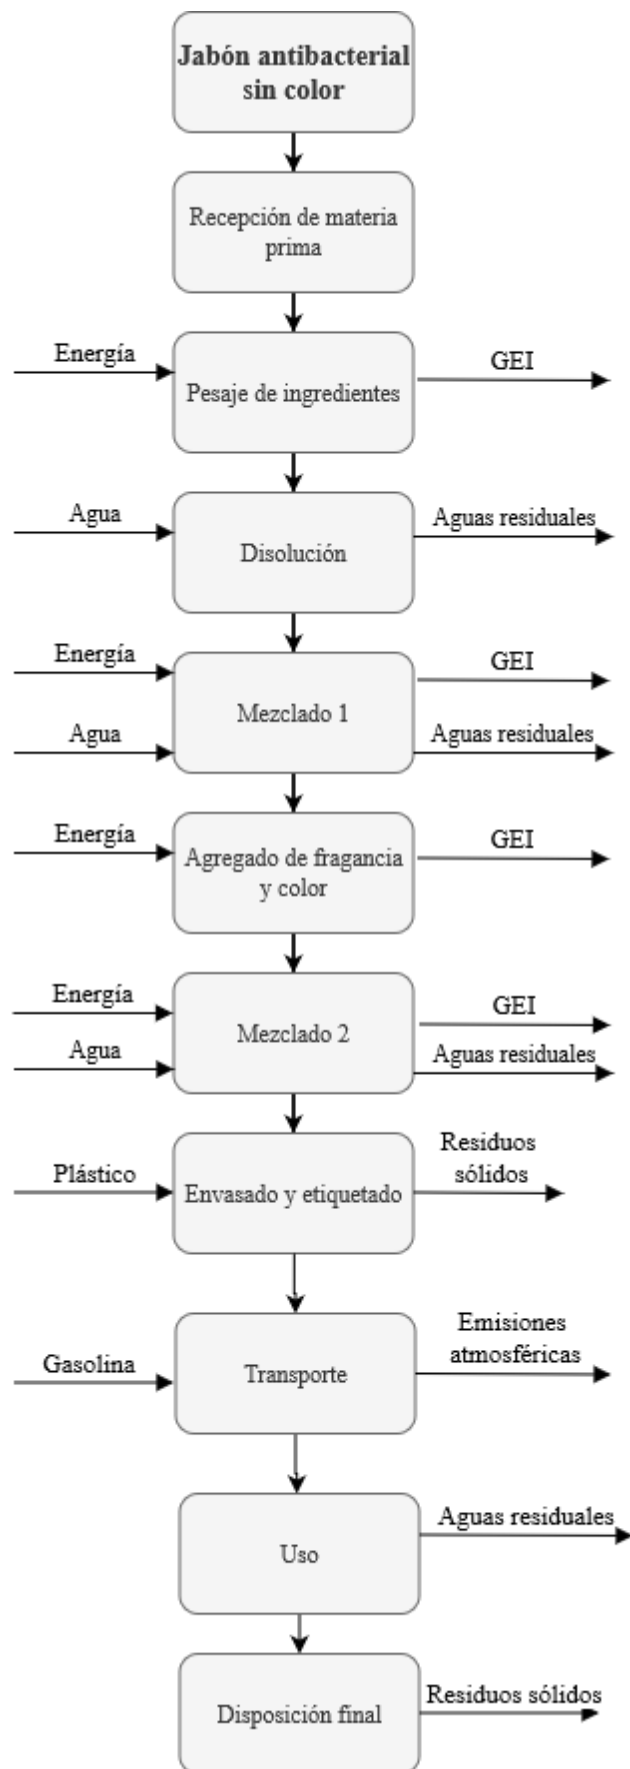 Jabón antibacterial
sin color
Recepción de materia
prima
Energía
GEI
Pesaje de ingredientes
Agua
Aguas residuales
Disolución
Energía
GEI
Mezclado 1
Agua
Aguas residuales
Energía
GEI
Agregado de fragancia
y color
Energía
GEI
Mezclado 2
Agua
Aguas residuales
Residuos
sólidos
Plástico
Envasado y etiquetado
Emisiones
atmosféricas
Gasolina
Transporte
Aguas residuales
Uso
Residuos sólidos
Disposición final